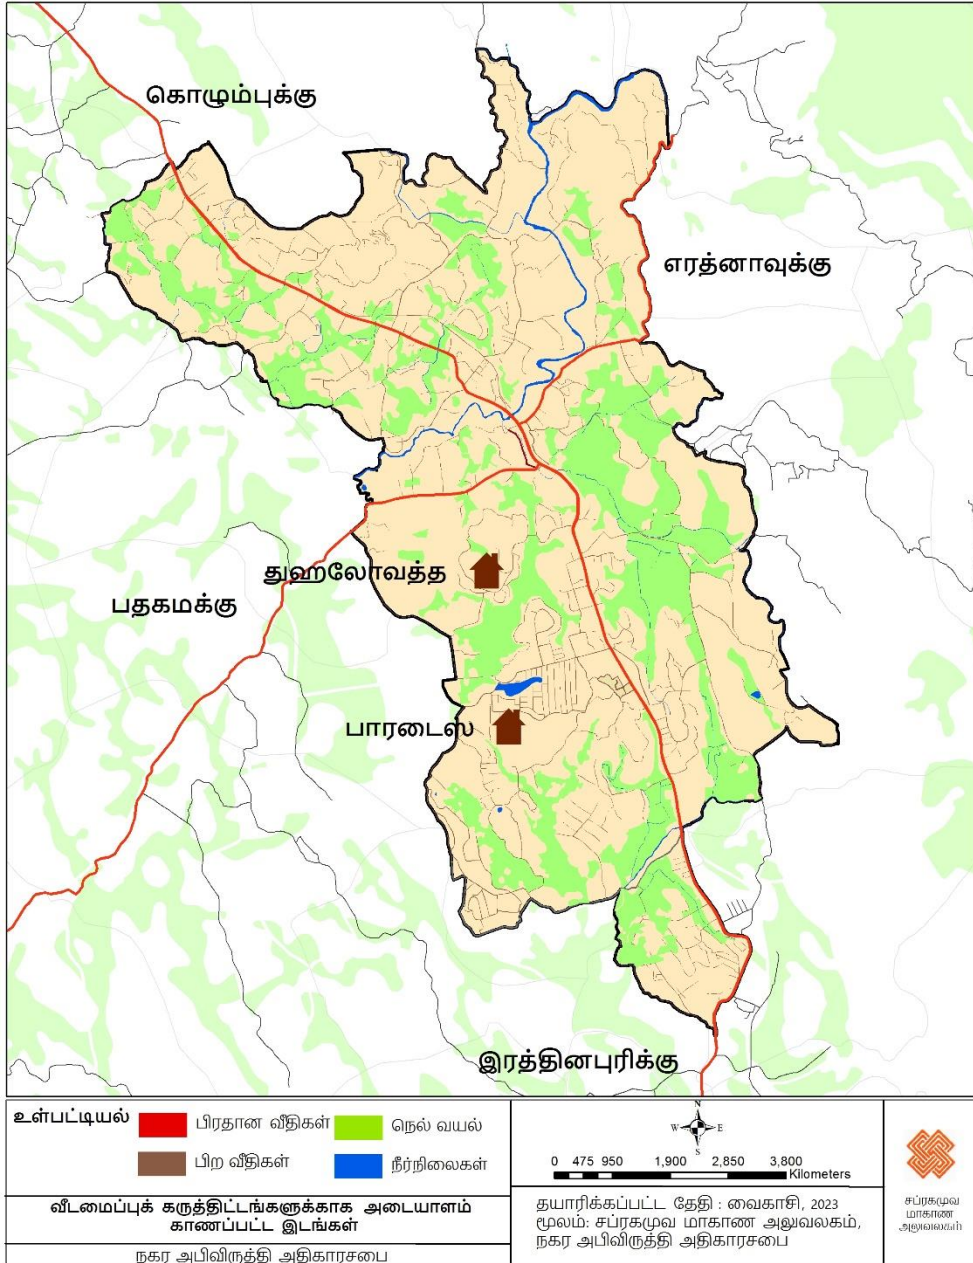 கொழும்புக்கு
எரத்னாவுக்கு
துஹலோவத்த
பதகமக்கு
பாரடைஸ்
இரத்தினபுரிக்கு
உள்பட்டியல்
பிரதான வீதிகள்
நெல் வயல்
பிற வீதிகள்
நீர்நிலைகள்
வீடமைப்புக் கருத்திட்டங்களுக்காக அடையாளம்
காணப்பட்ட இடங்கள்
நகர அபிவிருத்தி அதிகாரசபை
N
W E
S
0 475 950 1,900 2,850 3,800
Kilometers
தயாரிக்கப்பட்ட தேதி : வைகாசி, 2023
மூலம்: சப்ரகமுவ மாகாண அலுவலகம்,
நகர அபிவிருத்தி அதிகாரசபை
சப்ரகமுவ
மாகாண
அலுவலகம்